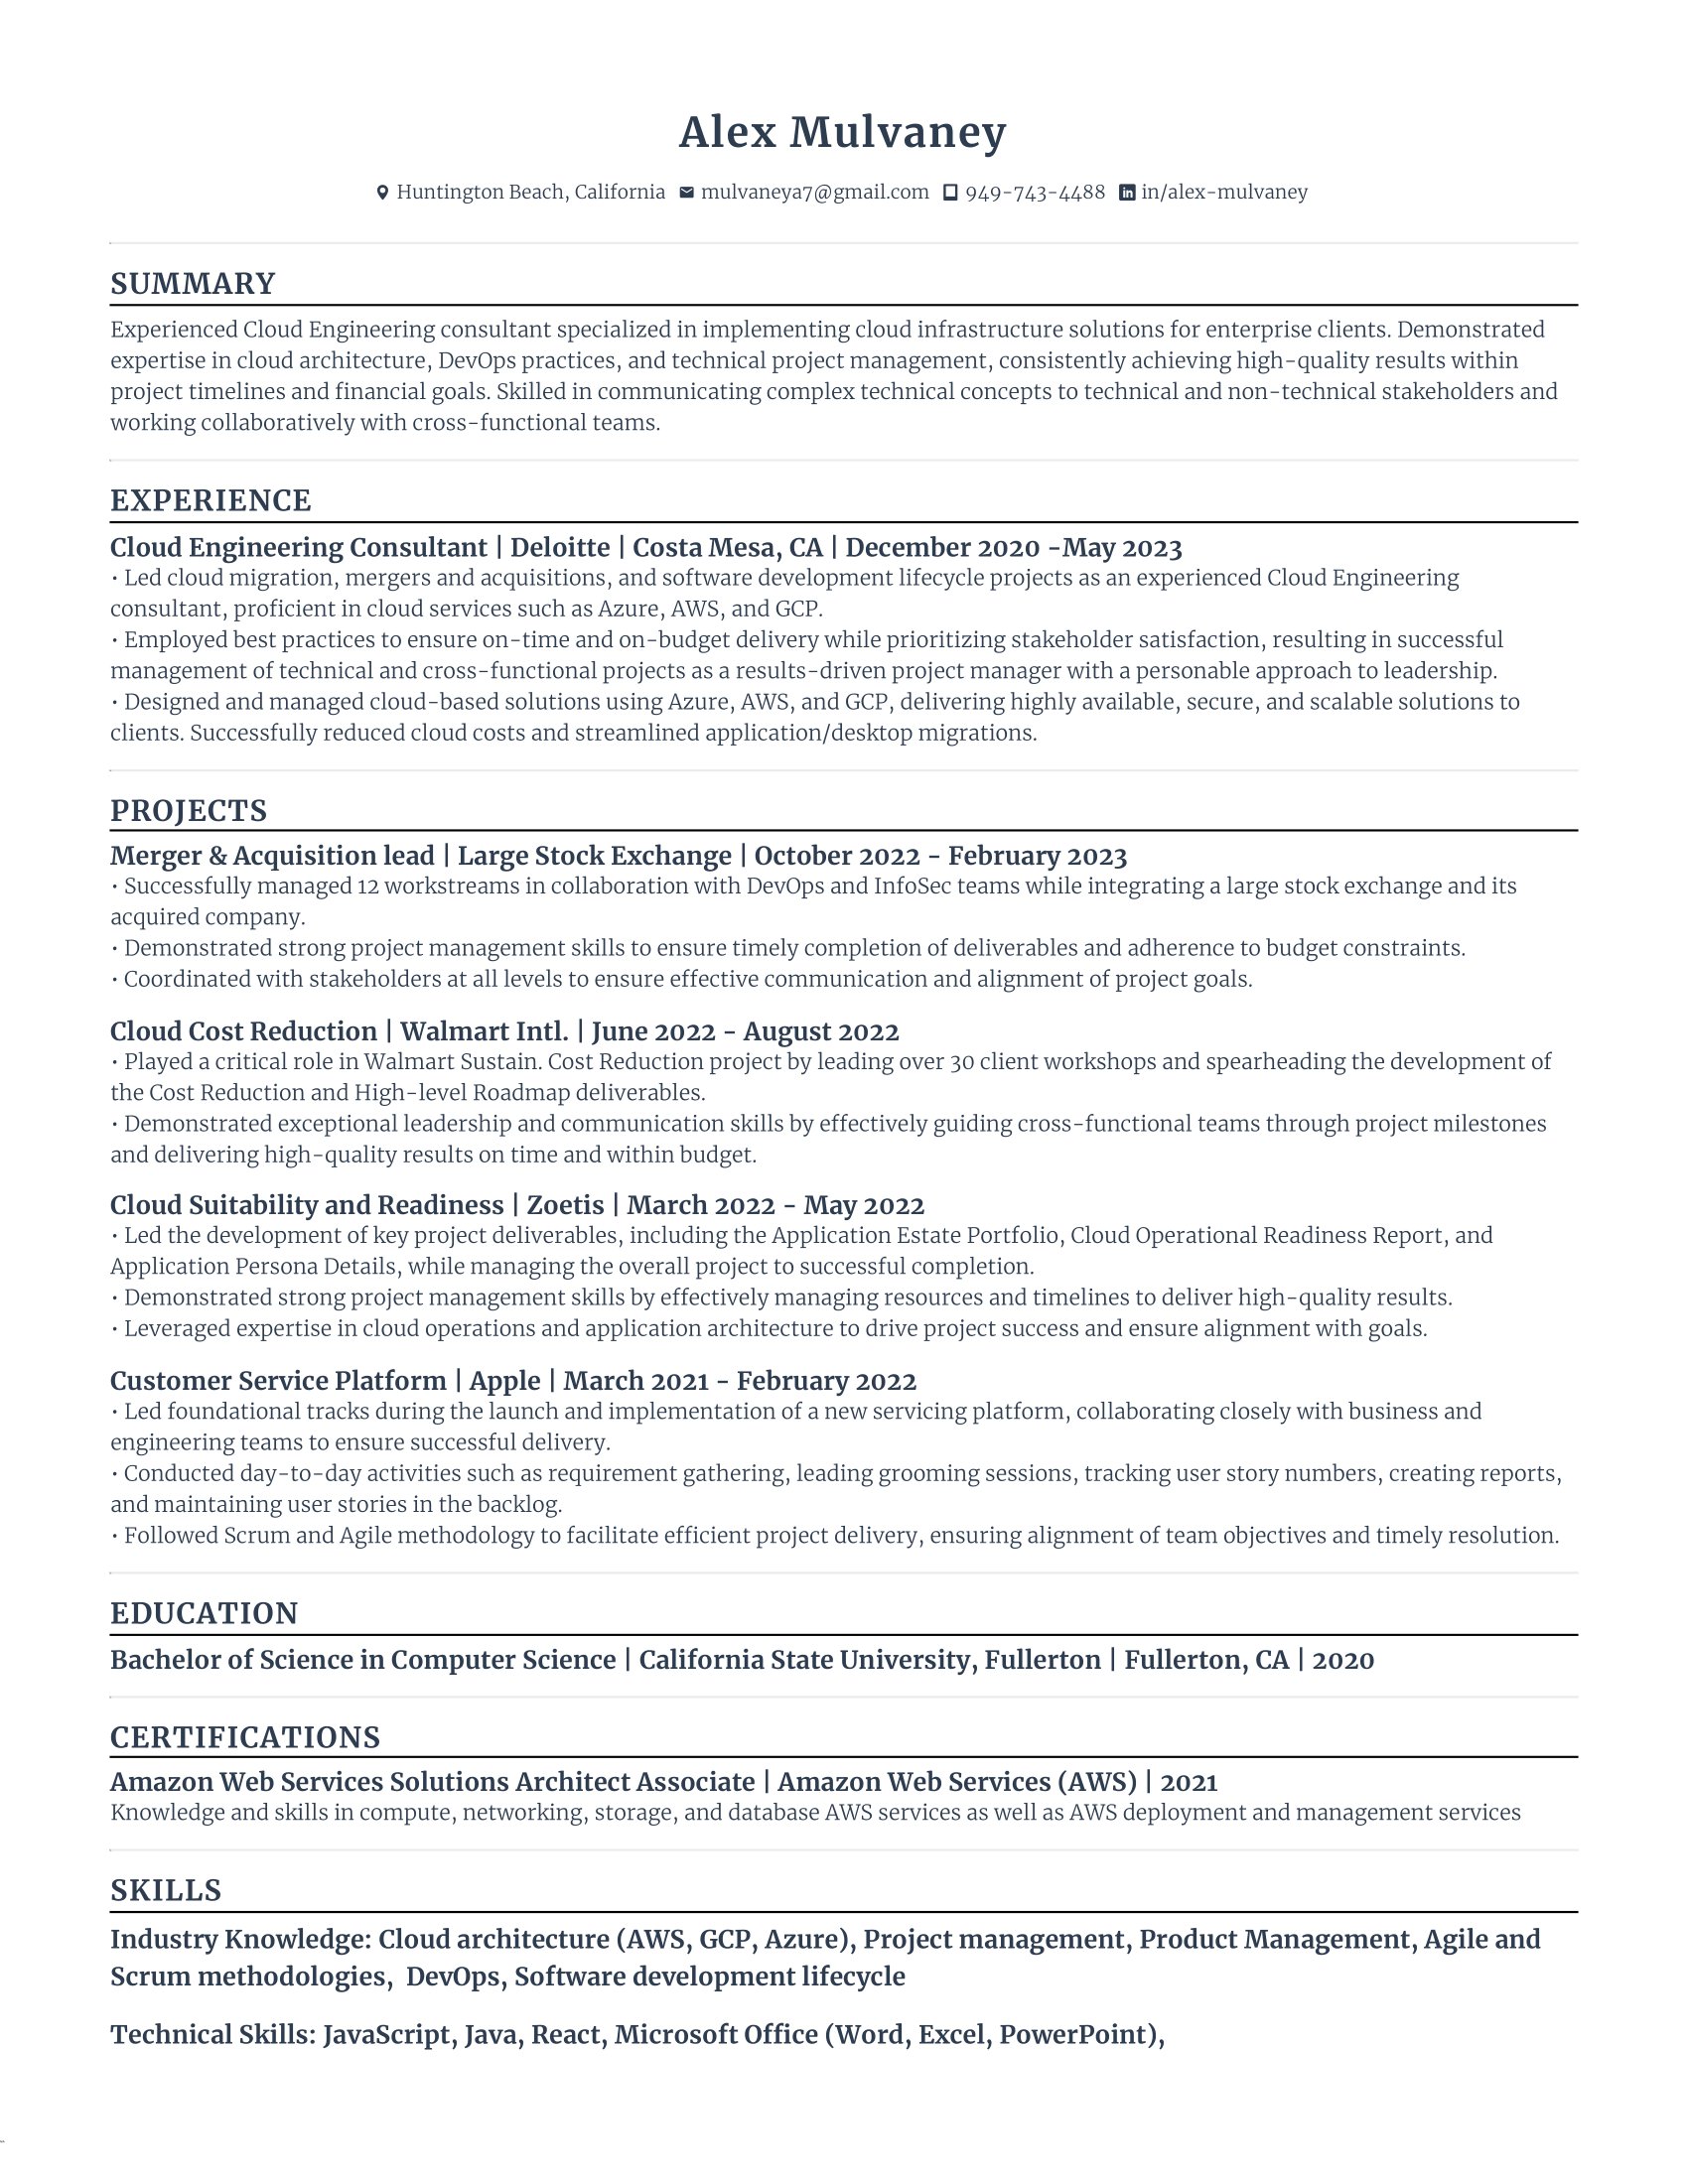 Alex Mulvaney
Huntington Beach, California mulvaneya7@gmail.com 949-743-4488 in/alex-mulvaney
SUMMARY
Experienced Cloud Engineering consultant specialized in implementing cloud infrastructure solutions for enterprise clients. Demonstrated
expertise in cloud architecture, DevOps practices, and technical project management, consistently achieving high-quality results within
project timelines and financial goals. Skilled in communicating complex technical concepts to technical and non-technical stakeholders and
working collaboratively with cross-functional teams.
EXPERIENCE
Cloud Engineering Consultant | Deloitte | Costa Mesa, CA | December 2020 -May 2023
• Led cloud migration, mergers and acquisitions, and software development lifecycle projects as an experienced Cloud Engineering
consultant, proficient in cloud services such as Azure, AWS, and GCP.
• Employed best practices to ensure on-time and on-budget delivery while prioritizing stakeholder satisfaction, resulting in successful
management of technical and cross-functional projects as a results-driven project manager with a personable approach to leadership.
• Designed and managed cloud-based solutions using Azure, AWS, and GCP, delivering highly available, secure, and scalable solutions to
clients. Successfully reduced cloud costs and streamlined application/desktop migrations.
PROJECTS
Merger & Acquisition lead | Large Stock Exchange | October 2022 - February 2023
• Successfully managed 12 workstreams in collaboration with DevOps and InfoSec teams while integrating a large stock exchange and its
acquired company.
• Demonstrated strong project management skills to ensure timely completion of deliverables and adherence to budget constraints.
• Coordinated with stakeholders at all levels to ensure effective communication and alignment of project goals.
Cloud Cost Reduction | Walmart Intl. | June 2022 - August 2022
• Played a critical role in Walmart Sustain. Cost Reduction project by leading over 30 client workshops and spearheading the development of
the Cost Reduction and High-level Roadmap deliverables.
• Demonstrated exceptional leadership and communication skills by effectively guiding cross-functional teams through project milestones
and delivering high-quality results on time and within budget.
Cloud Suitability and Readiness | Zoetis | March 2022 - May 2022
• Led the development of key project deliverables, including the Application Estate Portfolio, Cloud Operational Readiness Report, and
Application Persona Details, while managing the overall project to successful completion.
• Demonstrated strong project management skills by effectively managing resources and timelines to deliver high-quality results.
• Leveraged expertise in cloud operations and application architecture to drive project success and ensure alignment with goals.
Customer Service Platform | Apple | March 2021 - February 2022
• Led foundational tracks during the launch and implementation of a new servicing platform, collaborating closely with business and
engineering teams to ensure successful delivery.
• Conducted day-to-day activities such as requirement gathering, leading grooming sessions, tracking user story numbers, creating reports,
and maintaining user stories in the backlog.
• Followed Scrum and Agile methodology to facilitate efficient project delivery, ensuring alignment of team objectives and timely resolution.
EDUCATION
Bachelor of Science in Computer Science | California State University, Fullerton | Fullerton, CA | 2020
CERTIFICATIONS
Amazon Web Services Solutions Architect Associate | Amazon Web Services (AWS) | 2021
Knowledge and skills in compute, networking, storage, and database AWS services as well as AWS deployment and management services
SKILLS
Industry Knowledge: Cloud architecture (AWS, GCP, Azure), Project management, Product Management, Agile and
Scrum methodologies,  DevOps, Software development lifecycle
Technical Skills: JavaScript, Java, React, Microsoft Office (Word, Excel, PowerPoint),